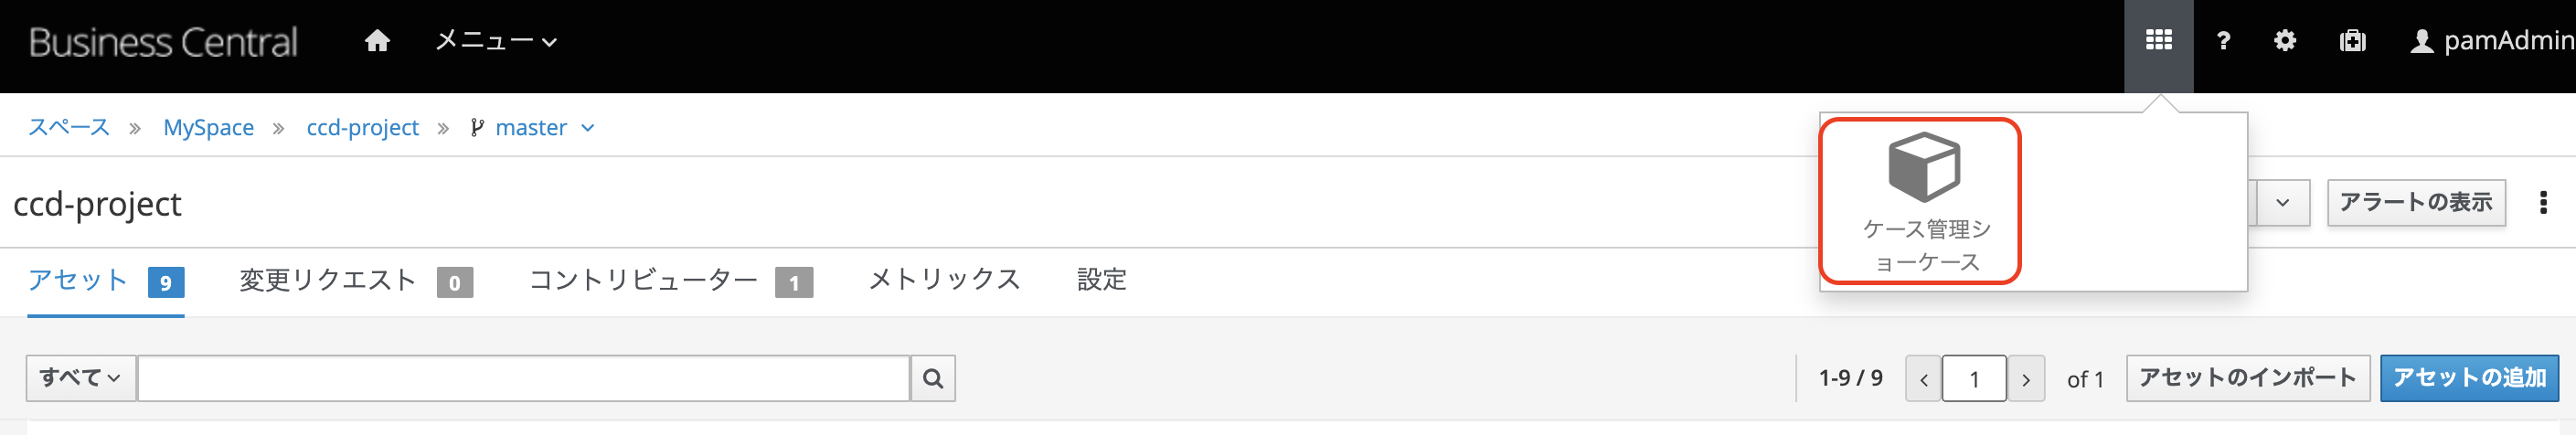 Business Central メニュー ? pamAdmin
スペース » MySpace » ccd-project » master
ccd-project
アラートの表示
ケース管理シ
ョーケース
アセット 9 変更リクエスト 0 コントリビューター 1 メトリックス 設定
すべて 1-9 / 9 < 1 > of 1 アセットのインポート アセットの追加